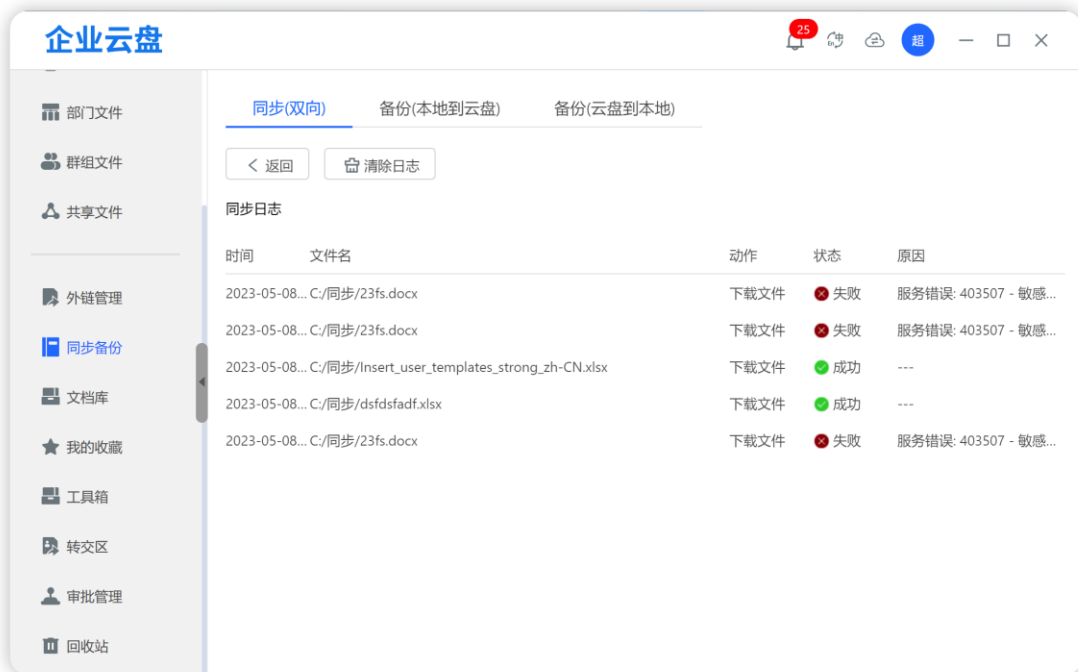 企业云盘
25
超
部门文件
群组文件
共享文件
外链管理
同步备份
文档库
我的收藏
工具箱
转交区
审批管理
回收站
同步(双向) 备份(本地到云盘) 备份(云盘到本地)
返回 清除日志
同步日志
时间 文件名 动作 状态 原因
2023-05-08... C:/同步/23fs.docx 下载文件 失败 服务错误: 403507 - 敏感...
2023-05-08... C:/同步/23fs.docx 下载文件 失败 服务错误: 403507 - 敏感...
2023-05-08... C:/同步/Insert_user_templates_strong_zh-CN.xlsx 下载文件 成功 ---
2023-05-08... C:/同步/dsfdsfadf.xlsx 下载文件 成功 ---
2023-05-08... C:/同步/23fs.docx 下载文件 失败 服务错误: 403507 - 敏感...